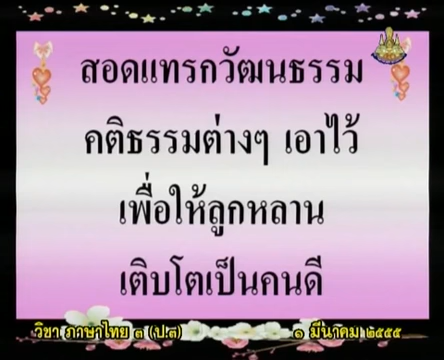 สอดแทรกวัฒนธรรม
คติธรรมต่างๆ เอาไว้
เพื่อให้ลูกหลาน
เติบโตเป็นคนดี
วิชา ภาษาไทย ๓ (ป.๓) ๑ มีนาคม ๒๕๕๕